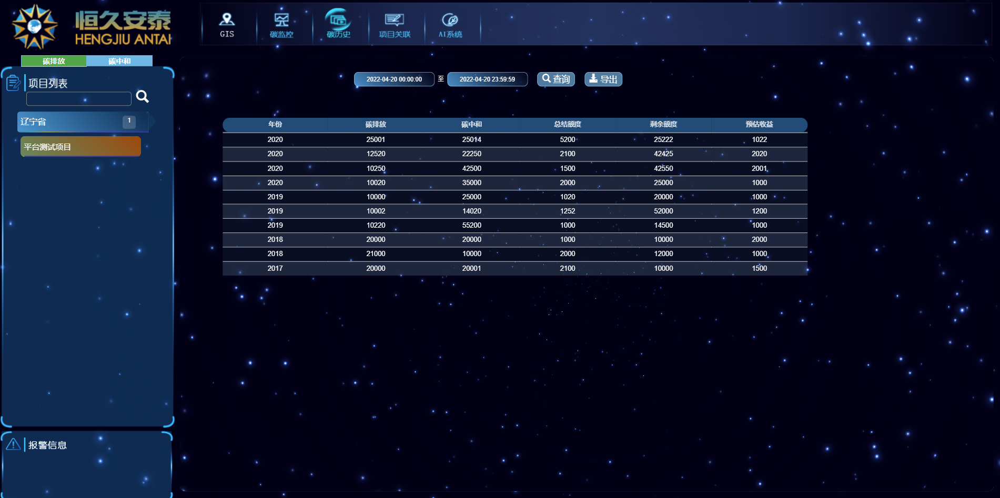 恒久安泰
HENGJIU ANTAI
GIS
碳监控
碳历史
项目关联
AI系统
碳排放 碳中和
项目列表
辽宁省 1
平台测试项目
报警信息
2022-04-20 00:00:00 至 2022-04-20 23:59:59 查询 导出
年份 碳排放 碳中和 总结额度 剩余额度 预估收益
2020 25001 25014 5200 25222 1022
2020 12520 22250 2100 42425 2020
2020 10250 42500 1500 42550 2001
2020 10020 35000 2000 25000 1000
2019 10000 25000 1020 20000 1000
2019 10002 14020 1252 52000 1200
2019 10220 55200 1000 14500 1000
2018 20000 20000 1000 10000 2000
2018 21000 10000 2000 12000 1000
2017 20000 20001 2100 10000 1500